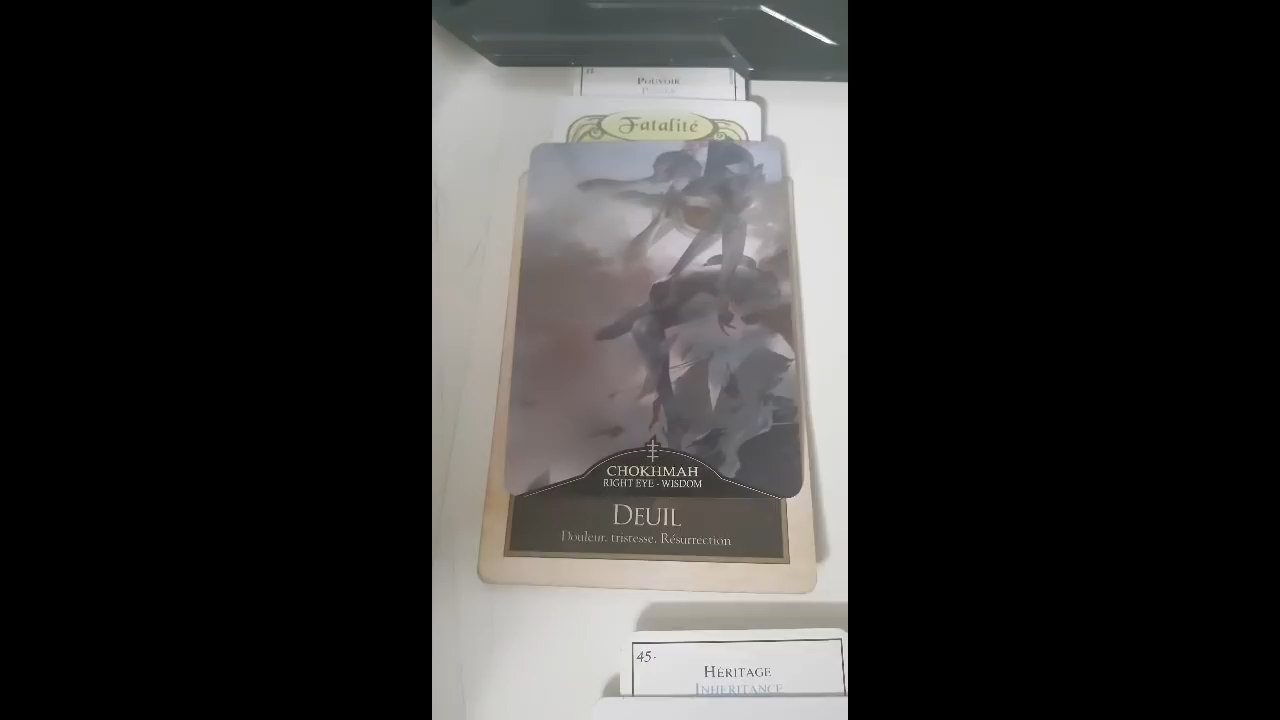 POUVOIR
Fatalité
CHOKHMAH
RIGHT EYE - WISDOM
DEUIL
Douleur, tristesse, Résurrection
45.
HÉRITAGE
INHERITANCE